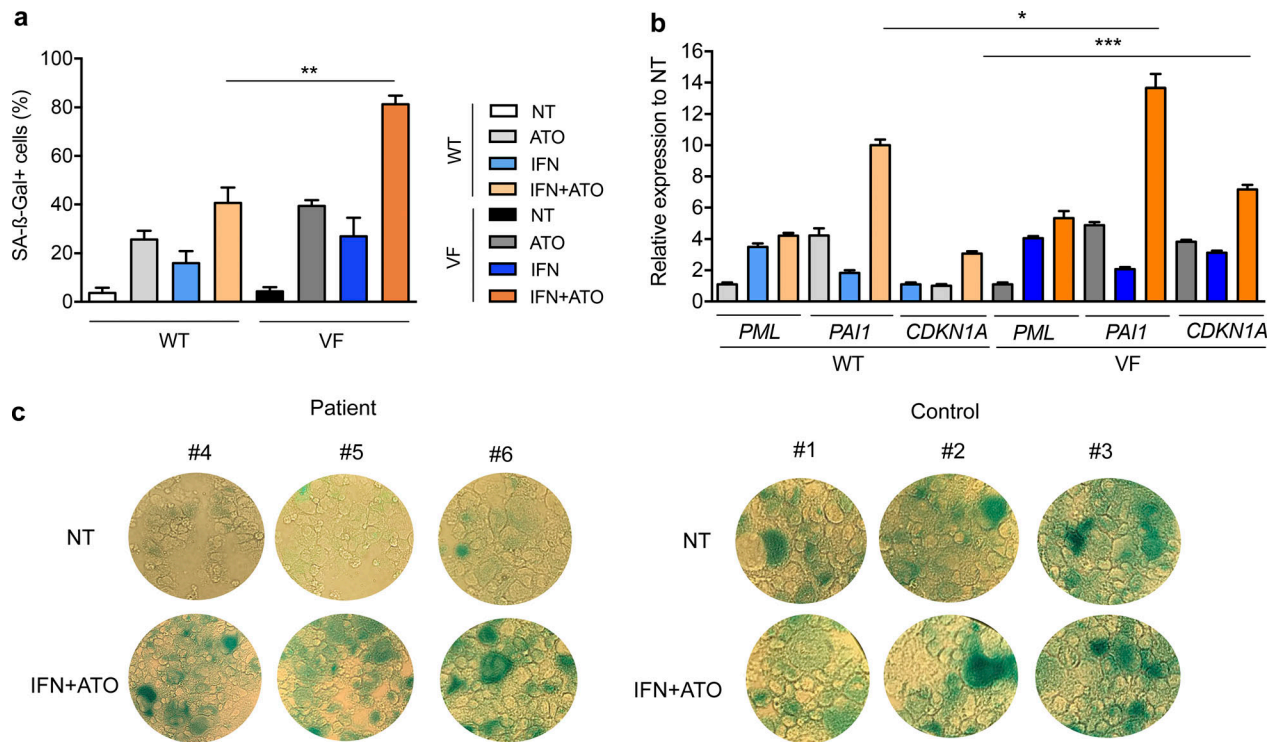 a
SA-ß-Gal+ cells (%)
100
80
60
40
20
0
**
WT
VF
WT
NT
ATO
IFN
IFN+ATO
VF
NT
ATO
IFN
IFN+ATO
b
Relative expression to NT
16
14
12
10
8
6
4
2
0
*
***
PML PAI1 CDKN1A PML PAI1 CDKN1A
WT VF
c
Patient
#4 #5 #6
NT
IFN+ATO
Control
#1 #2 #3
NT
IFN+ATO